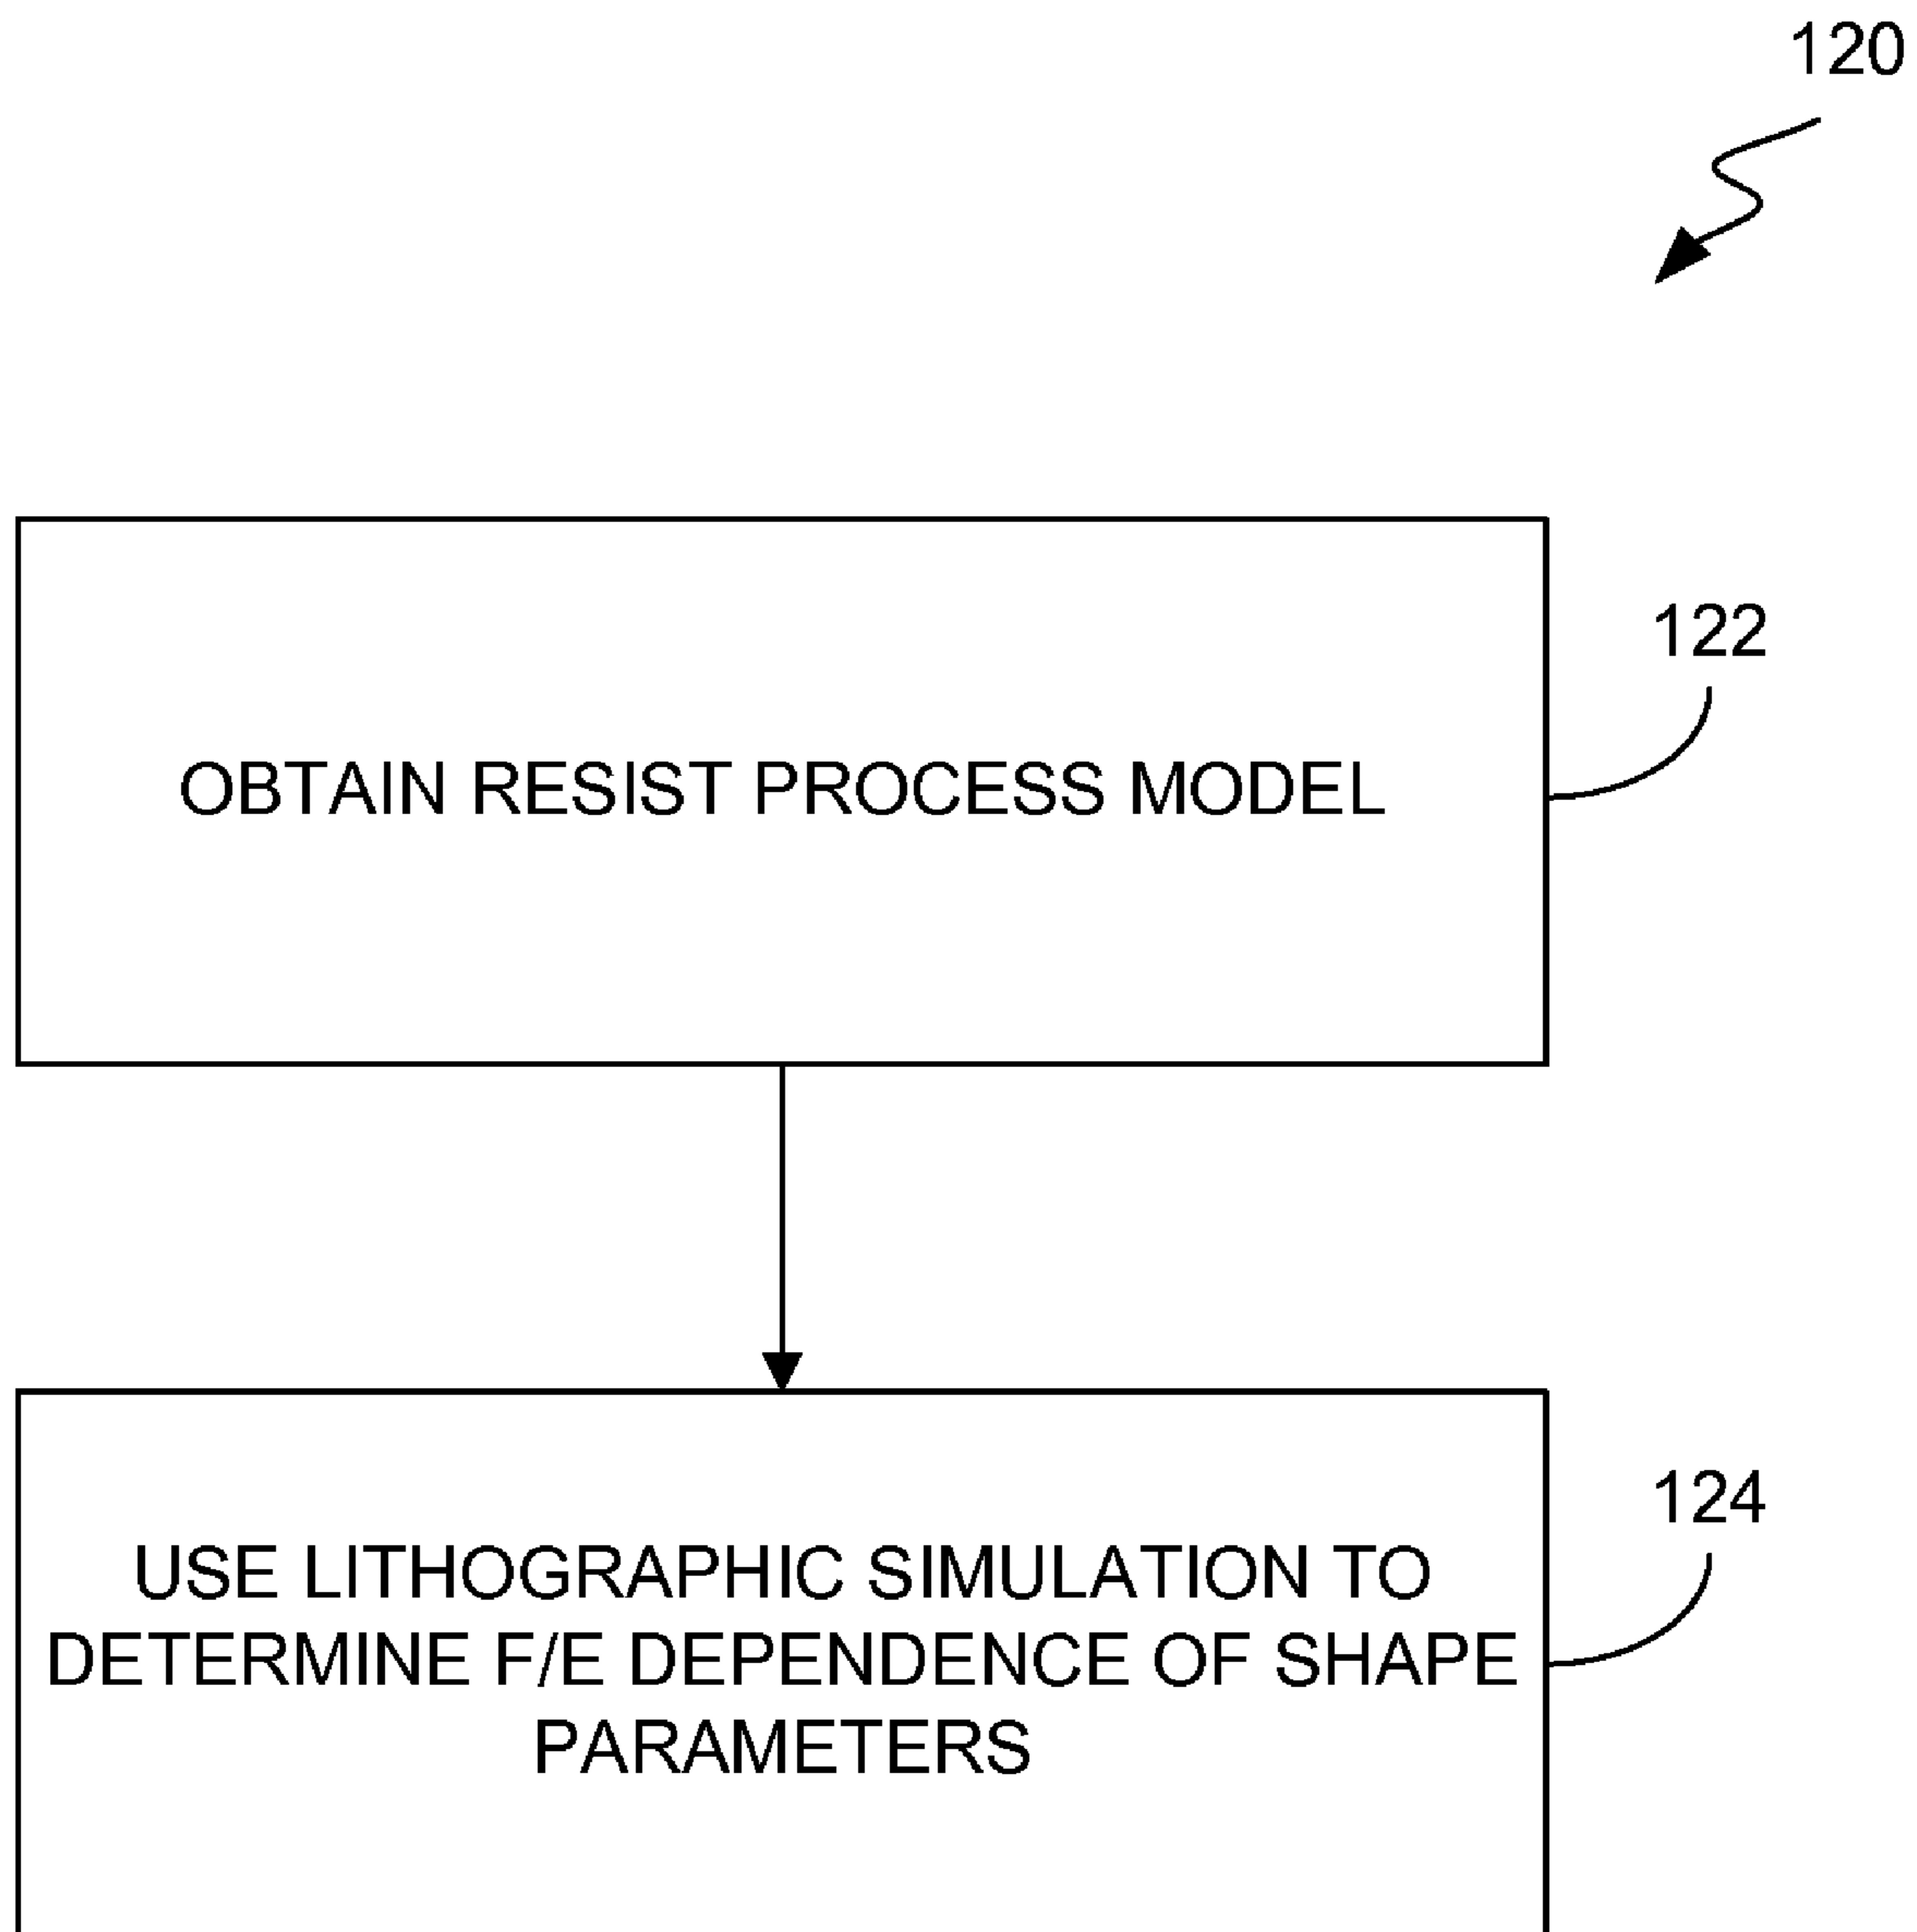 120
122
OBTAIN RESIST PROCESS MODEL
124
USE LITHOGRAPHIC SIMULATION TO
DETERMINE F/E DEPENDENCE OF SHAPE
PARAMETERS